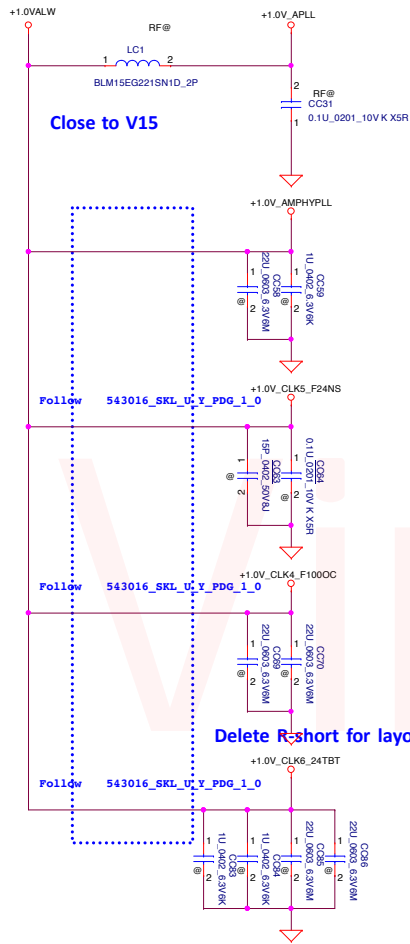 +1.0VALW
RF@
+1.0V_APLL
LC1
1 2
BLM15EG221SN1D_2P
2
RF@
CC31
1
0.1U_0201_10V K X5R
Close to V15
+1.0V_AMPHYPLL
1
2
@
CC58
22U_0603_6.3V6M
1
2
CC59
1U_0402_6.3V6K
+1.0V_CLK5_F24NS
Follow 543016_SKL_U_Y_PDG_1_0
1
2
@
CC63
15P_0402_50V8J
1
2
@
CC64
0.1U_0201_10V K X5R
+1.0V_CLK4_F100OC
Follow 543016_SKL_U_Y_PDG_1_0
1
2
@
CC69
22U_0603_6.3V6M
1
2
@
CC70
22U_0603_6.3V6M
Delete R-short for layo
+1.0V_CLK6_24TBT
Follow 543016_SKL_U_Y_PDG_1_0
1
2
@
CC83
1U_0402_6.3V6K
1
2
@
CC84
1U_0402_6.3V6K
1
2
@
CC85
22U_0603_6.3V6M
1
2
@
CC86
22U_0603_6.3V6M